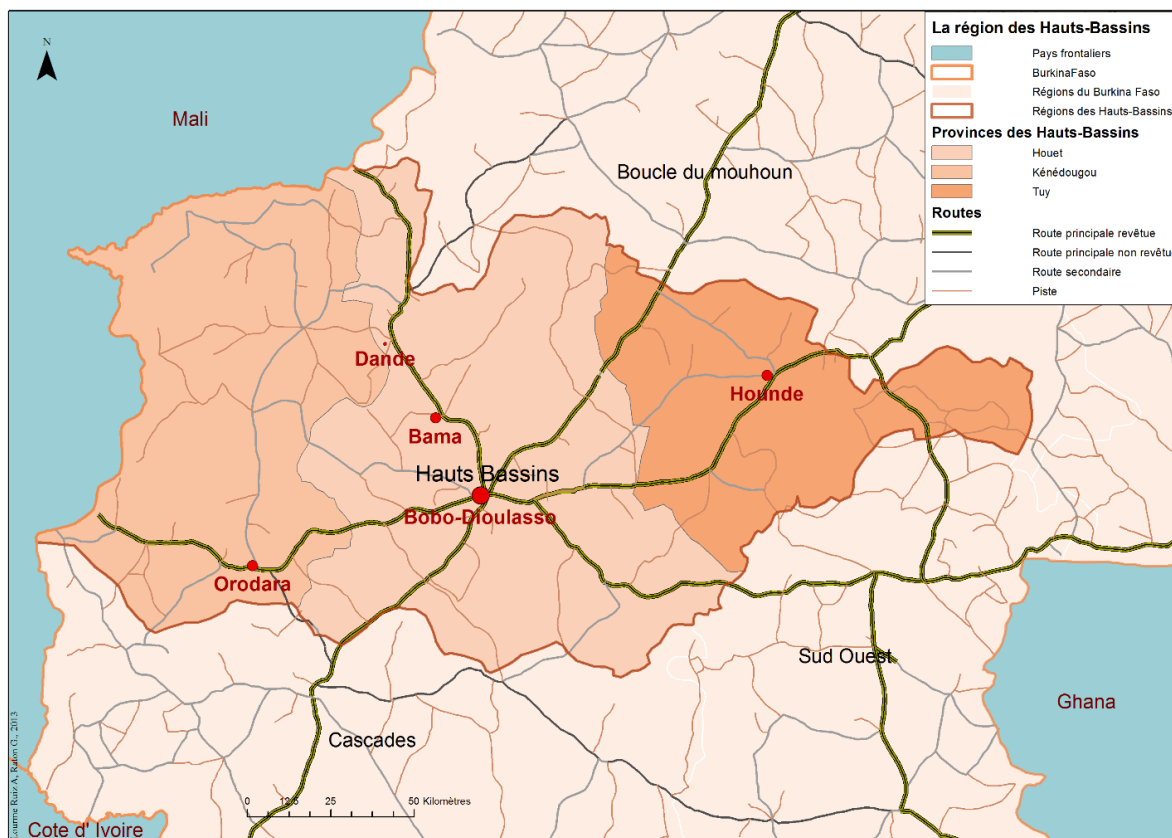 La région des Hauts-Bassins
Pays frontaliers
BurkinaFaso
Régions du Burkina Faso
Régions des Hauts-Bassins
Provinces des Hauts-Bassins
Houet
Kénédougou
Tuy
Routes
Route principale revêtue
Route principale non revêtue
Route secondaire
Piste
N
Mali
Boucle du mouhoun
Dande
Hounde
Bama
Hauts Bassins
Bobo-Dioulasso
Orodara
Sud Ouest
Ghana
Cascades
0 12.5 25 50 Kilomètres
Cote d' Ivoire
Ruiz A, G., 2013